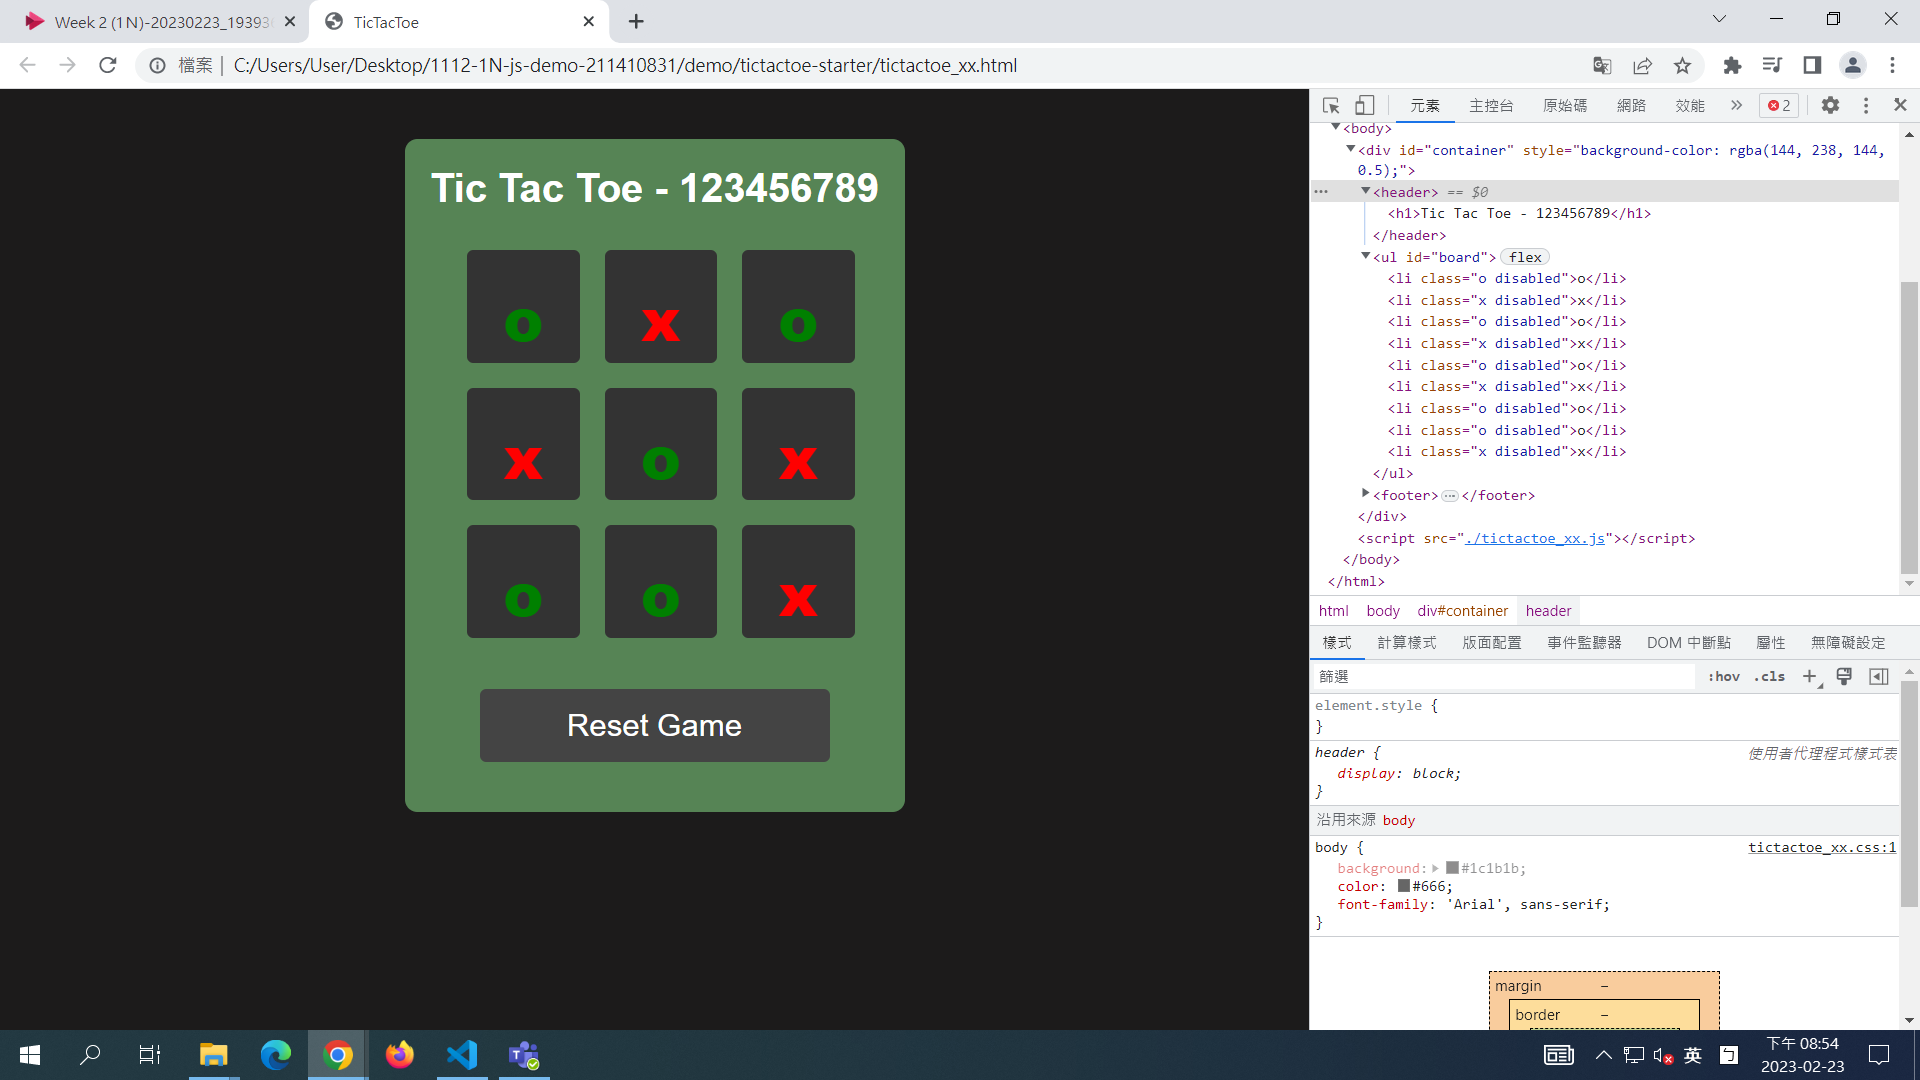 Week 2 (1N)-20230223_19393
TicTacToe
檔案 | C:/Users/User/Desktop/1112-1N-js-demo-211410831/demo/tictactoe-starter/tictactoe_xx.html
Tic Tac Toe - 123456789
o x o
x o x
o o x
Reset Game
元素 主控台 原始碼 網路 效能 » 2
<body>
<div id="container" style="background-color: rgba(144, 238, 144,
0.5);">
<header> == $0
<h1>Tic Tac Toe - 123456789</h1>
</header>
<ul id="board"> flex
<li class="o disabled">o</li>
<li class="x disabled">x</li>
<li class="o disabled">o</li>
<li class="x disabled">x</li>
<li class="o disabled">o</li>
<li class="x disabled">x</li>
<li class="o disabled">o</li>
<li class="o disabled">o</li>
<li class="x disabled">x</li>
</ul>
<footer>…</footer>
</div>
<script src="./tictactoe_xx.js"></script>
</body>
</html>
html body div#container header
樣式 計算樣式 版面配置 事件監聽器 DOM 中斷點 屬性 無障礙設定
篩選 :hov .cls +
element.style {
}
header { 使用者代理程式樣式表
display: block;
}
沿用來源 body
body { tictactoe_xx.css:1
background: #1c1b1b;
color: #666;
font-family: 'Arial', sans-serif;
}
margin –
border –
英 ㄅ
下午 08:54
2023-02-23